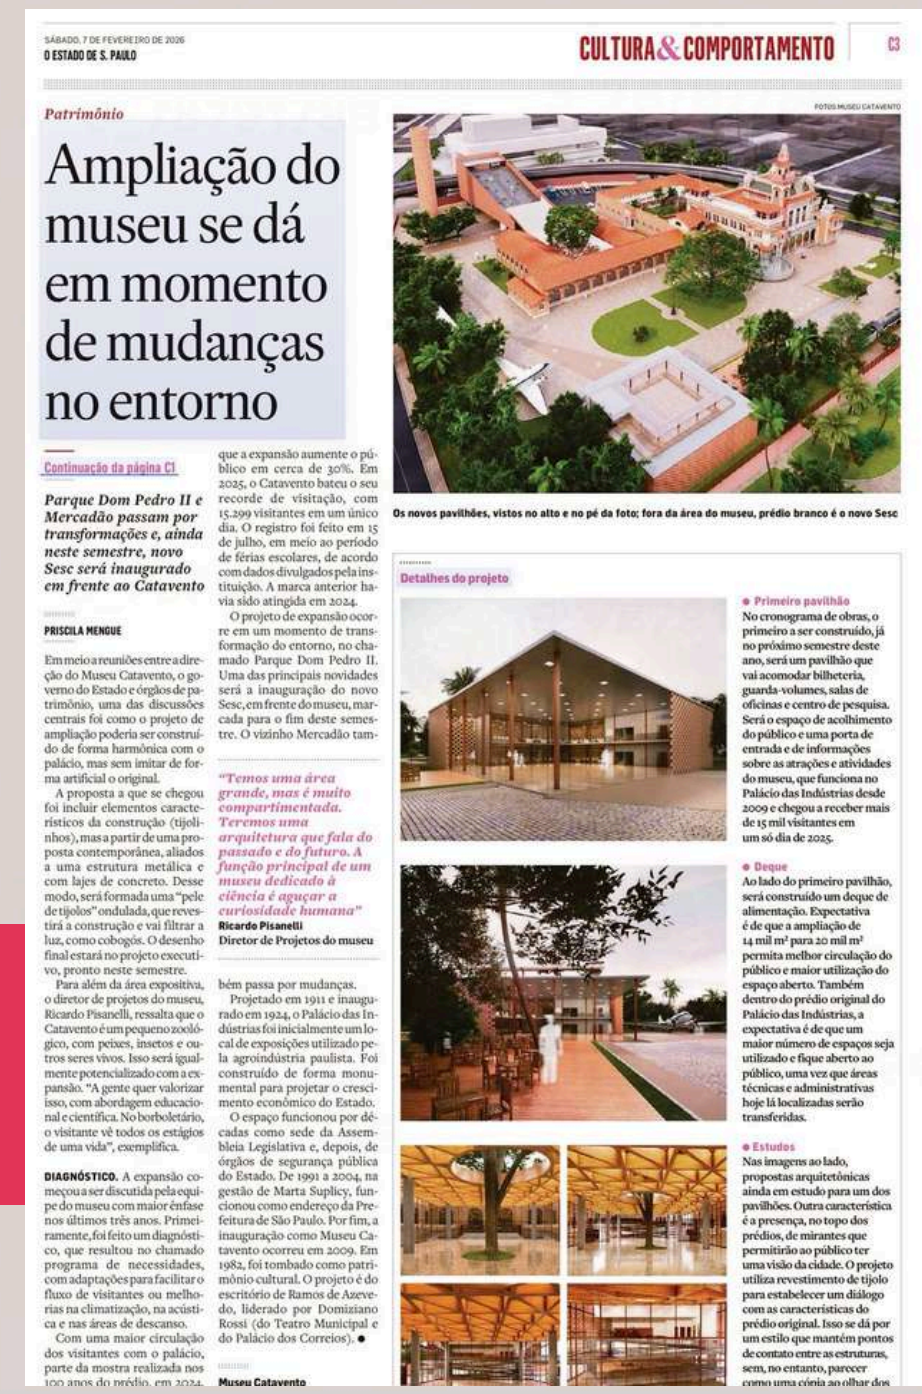 SÁBADO, 7 DE FEVEREIRO DE 2026
O ESTADO DE S. PAULO
CULTURA&COMPORTAMENTO
C3
Patrimônio
Ampliação do
museu se dá
em momento
de mudanças
no entorno
FOTOS MUSEU CATAVENTO
Os novos pavilhões, vistos no alto e no pé da foto; fora da área do museu, prédio branco é o novo Sesc
Continuação da página C1
Parque Dom Pedro II e
Mercadão passam por
transformações e, ainda
neste semestre, novo
Sesc será inaugurado
em frente ao Catavento
PRISCILA MENGUE
Em meio a reuniões entre a dire-
ção do Museu Catavento, o go-
verno do Estado e órgãos de pa-
trimônio, uma das discussões
centrais foi como o projeto de
ampliação poderia ser construí-
do de forma harmônica com o
palácio, mas sem imitar de for-
ma artificial o original.
A proposta a que se chegou
foi incluir elementos caracte-
rísticos da construção (tijoli-
nhos), mas a partir de uma pro-
posta contemporânea, aliados
a uma estrutura metálica e
com lajes de concreto. Desse
modo, será formada uma “pele
de tijolos” ondulada, que reves-
tirá a construção e vai filtrar a
luz, como cobogós. O desenho
final estará no projeto executi-
vo, pronto neste semestre.
Para além da área expositiva,
o diretor de projetos do museu,
Ricardo Pisanelli, ressalta que o
Catavento é um pequeno zooló-
gico, com peixes, insetos e ou-
tros seres vivos. Isso será igual-
mente potencializado com a ex-
pansão. “A gente quer valorizar
isso, com abordagem educacio-
nal e científica. No borboletário,
o visitante vê todos os estágios
de uma vida”, exemplifica.
DIAGNÓSTICO. A expansão co-
meçou a ser discutida pela equi-
pe do museu com maior ênfase
nos últimos três anos. Primei-
ramente, foi feito um diagnósti-
co, que resultou no chamado
programa de necessidades,
com adaptações para facilitar o
fluxo de visitantes ou melho-
rias na climatização, na acústi-
ca e nas áreas de descanso.
Com uma maior circulação
dos visitantes com o palácio,
parte da mostra realizada nos
100 anos do prédio, em 2024,
que a expansão aumente o pú-
blico em cerca de 30%. Em
2025, o Catavento bateu o seu
recorde de visitação, com
15.299 visitantes em um único
dia. O registro foi feito em 15
de julho, em meio ao período
de férias escolares, de acordo
com dados divulgados pela ins-
tituição. A marca anterior ha-
via sido atingida em 2024.
O projeto de expansão ocor-
re em um momento de trans-
formação do entorno, no cha-
mado Parque Dom Pedro II.
Uma das principais novidades
será a inauguração do novo
Sesc, em frente do museu, mar-
cada para o fim deste semes-
tre. O vizinho Mercadão tam-
“Temos uma área
grande, mas é muito
compartimentada.
Teremos uma
arquitetura que fala do
passado e do futuro. A
função principal de um
museu dedicado à
ciência é aguçar a
curiosidade humana”
Ricardo Pisanelli
Diretor de Projetos do museu
bém passa por mudanças.
Projetado em 1911 e inaugu-
rado em 1924, o Palácio das In-
dústrias foi inicialmente um lo-
cal de exposições utilizado pe-
la agroindústria paulista. Foi
construído de forma monu-
mental para projetar o cresci-
mento econômico do Estado.
O espaço funcionou por dé-
cadas como sede da Assem-
bleia Legislativa e, depois, de
órgãos de segurança pública
do Estado. De 1991 a 2004, na
gestão de Marta Suplicy, fun-
cionou como endereço da Pre-
feitura de São Paulo. Por fim, a
inauguração como Museu Ca-
tavento ocorreu em 2009. Em
1982, foi tombado como patri-
mônio cultural. O projeto é do
escritório de Ramos de Azeve-
do, liderado por Domiziano
Rossi (do Teatro Municipal e
do Palácio dos Correios). ●
Museu Catavento
Detalhes do projeto
● Primeiro pavilhão
No cronograma de obras, o
primeiro a ser construído, já
no próximo semestre deste
ano, será um pavilhão que
vai acomodar bilheteria,
guarda-volumes, salas de
oficinas e centro de pesquisa.
Será o espaço de acolhimento
do público e uma porta de
entrada e de informações
sobre as atrações e atividades
do museu, que funciona no
Palácio das Indústrias desde
2009 e chegou a receber mais
de 15 mil visitantes em
um só dia de 2025.
● Deque
Ao lado do primeiro pavilhão,
será construído um deque de
alimentação. Expectativa
é de que a ampliação de
14 mil m² para 20 mil m²
permita melhor circulação do
público e maior utilização do
espaço aberto. Também
dentro do prédio original do
Palácio das Indústrias, a
expectativa é de que um
maior número de espaços seja
utilizado e fique aberto ao
público, uma vez que áreas
técnicas e administrativas
hoje lá localizadas serão
transferidas.
● Estudos
Nas imagens ao lado,
propostas arquitetônicas
ainda em estudo para um dos
pavilhões. Outra característica
é a presença, no topo dos
prédios, de mirantes que
permitirão ao público ter
uma visão da cidade. O projeto
utiliza revestimento de tijolo
para estabelecer um diálogo
com as características do
prédio original. Isso se dá por
um estilo que mantém pontos
de contato entre as estruturas,
sem, no entanto, parecer
como uma cópia ao olhar dos